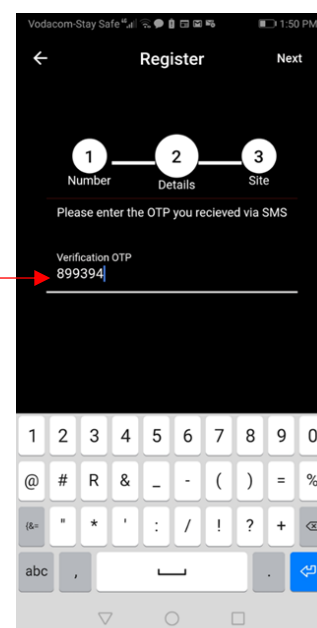 Vodacom-Stay Safe 1:50 PM
Register Next
1 2 3
Number Details Site
Please enter the OTP you recieved via SMS
Verification OTP
899394
1 2 3 4 5 6 7 8 9 0
@ # R & _ - ( ) = %
{&= " * ' : / ! ? +
abc , .